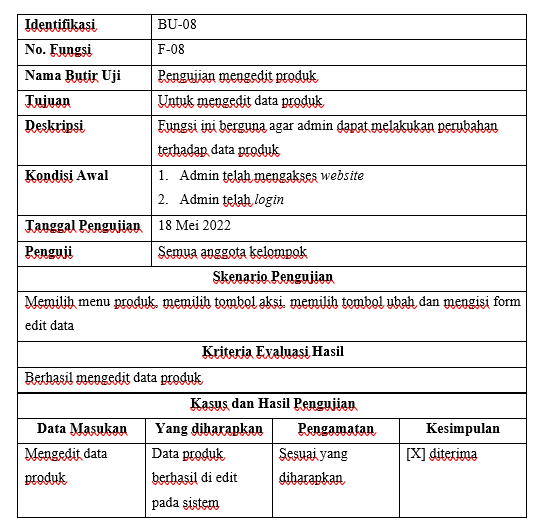 Identifikasi BU-08
No. Fungsi F-08
Nama Butir Uji Pengujian mengedit produk
Tujuan Untuk mengedit data produk
Deskripsi Fungsi ini berguna agar admin dapat melakukan perubahan
terhadap data produk
Kondisi Awal 1. Admin telah mengakses website
2. Admin telah login
Tanggal Pengujian 18 Mei 2022
Penguji Semua anggota kelompok
Skenario Pengujian
Memilih menu produk, memilih tombol aksi, memilih tombol ubah dan mengisi form
edit data
Kriteria Evaluasi Hasil
Berhasil mengedit data produk
Kasus dan Hasil Pengujian
Data Masukan Yang diharapkan Pengamatan Kesimpulan
Mengedit data Data produk Sesuai yang [X] diterima
produk berhasil di edit diharapkan
pada sistem